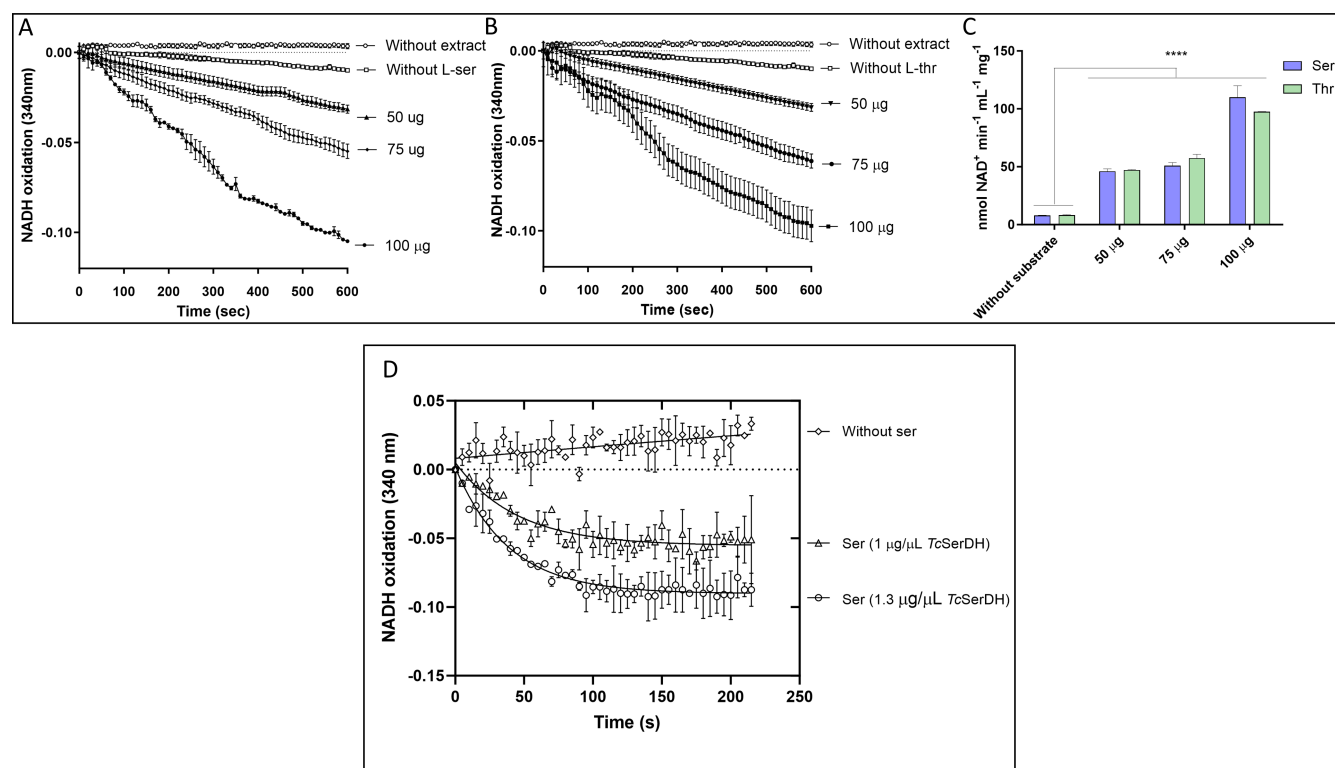 A
NADH oxidation (340nm)
0.00
-0.05
-0.10
0 100 200 300 400 500 600
Time (sec)
Without extract
Without L-ser
50 ug
75 ug
100 μg
B
NADH oxidation (340nm)
0.00
-0.05
-0.10
0 100 200 300 400 500 600
Time (sec)
Without extract
Without L-thr
50 μg
75 μg
100 μg
C
nmol NAD⁺ min⁻¹ mL⁻¹ mg⁻¹
150
100
50
0
****
Without substrate
50 μg
75 μg
100 μg
Ser
Thr
D
NADH oxidation (340 nm)
0.05
0.00
-0.05
-0.10
-0.15
0 50 100 150 200 250
Time (s)
Without ser
Ser (1 μg/μL TcSerDH)
Ser (1.3 μg/μL TcSerDH)